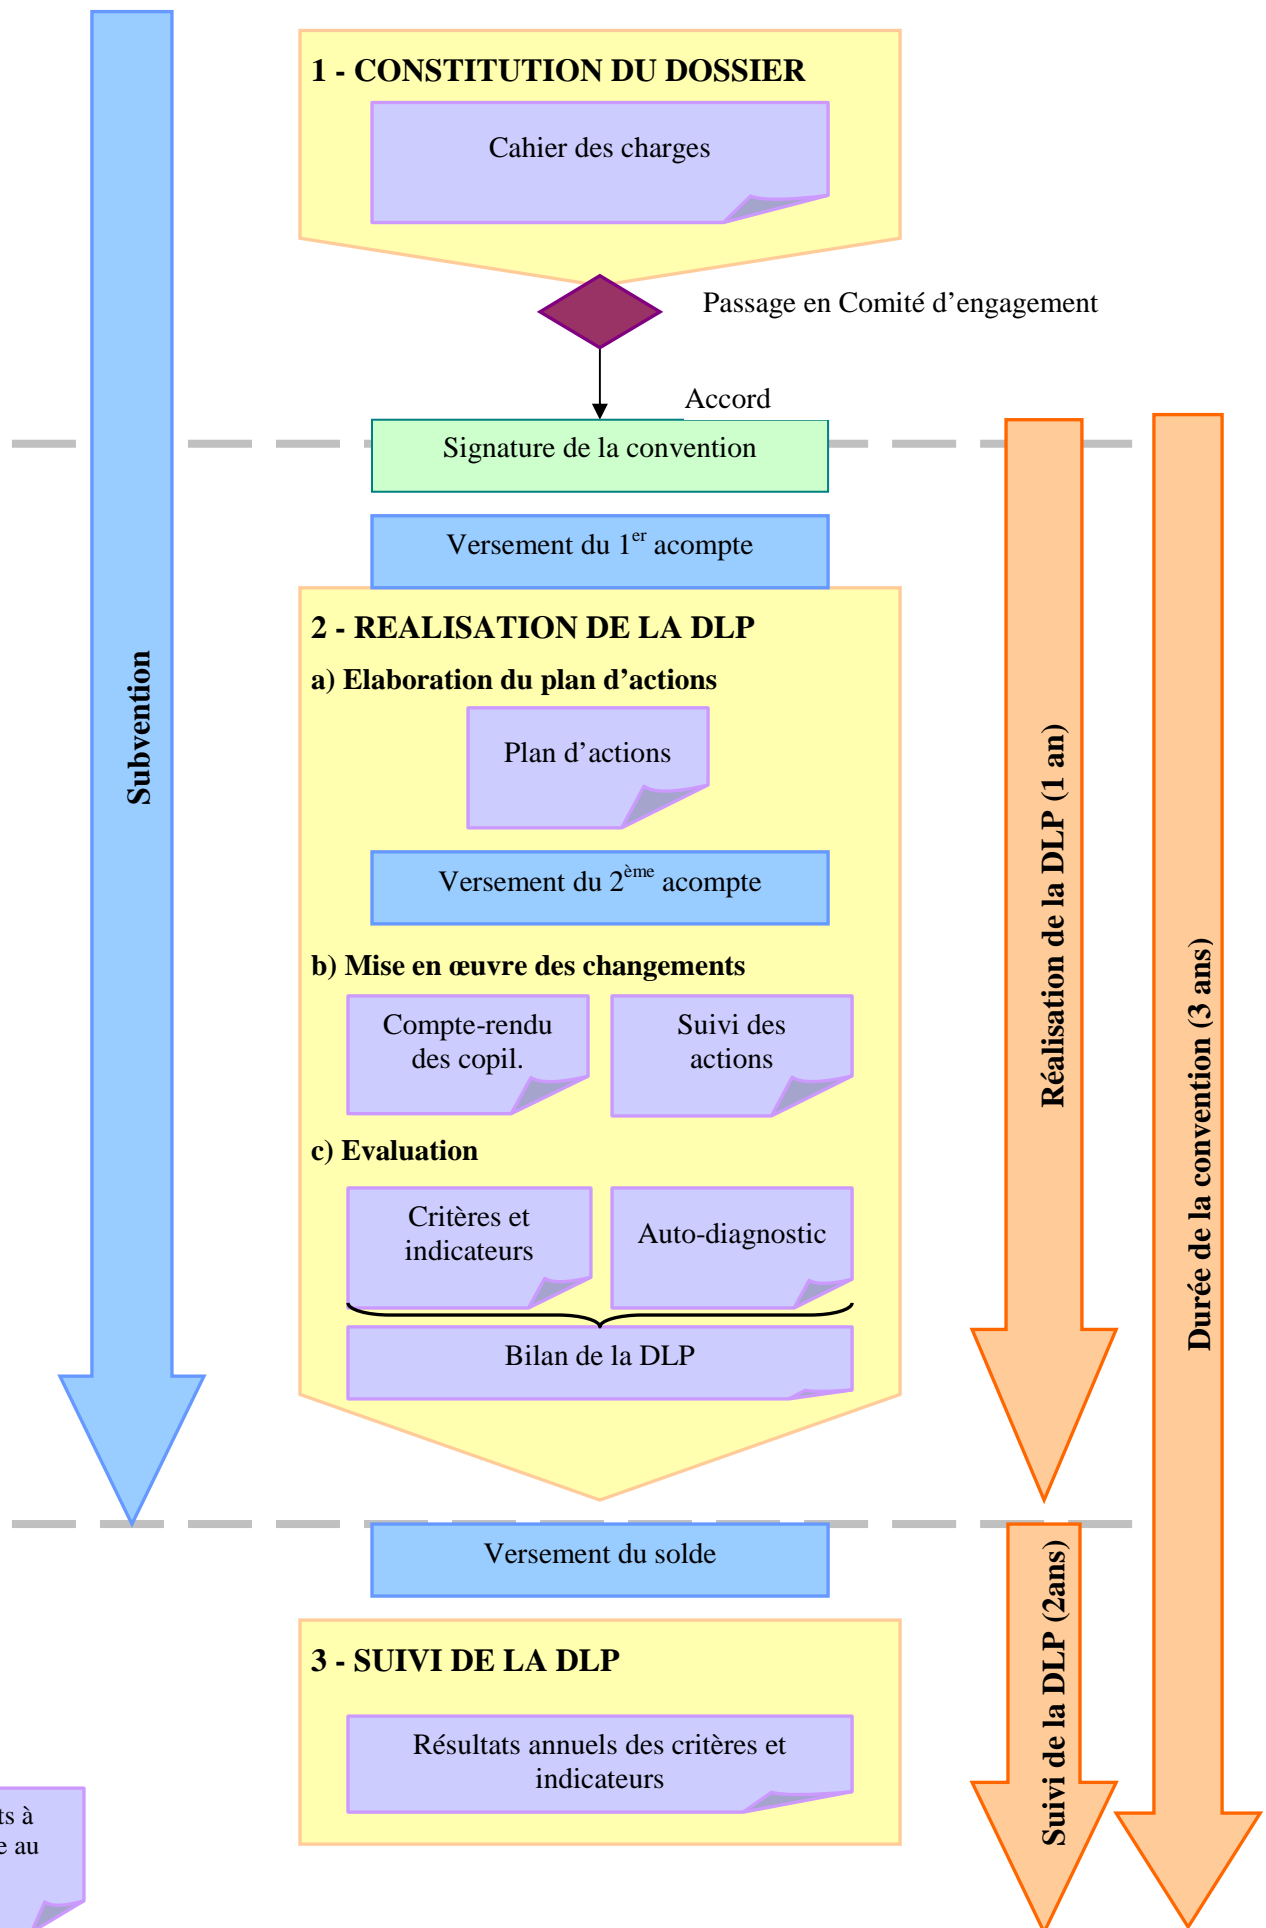 1 - CONSTITUTION DU DOSSIER
Cahier des charges
Passage en Comité d’engagement
Accord
Signature de la convention
Versement du 1er acompte
2 - REALISATION DE LA DLP
a) Elaboration du plan d’actions
Plan d’actions
Versement du 2ème acompte
b) Mise en œuvre des changements
Compte-rendu
des copil.
Suivi des
actions
c) Evaluation
Critères et
indicateurs
Auto-diagnostic
Bilan de la DLP
Versement du solde
3 - SUIVI DE LA DLP
Résultats annuels des critères et
indicateurs
Subvention
Réalisation de la DLP (1 an)
Durée de la convention (3 ans)
Suivi de la DLP (2ans)
à
au